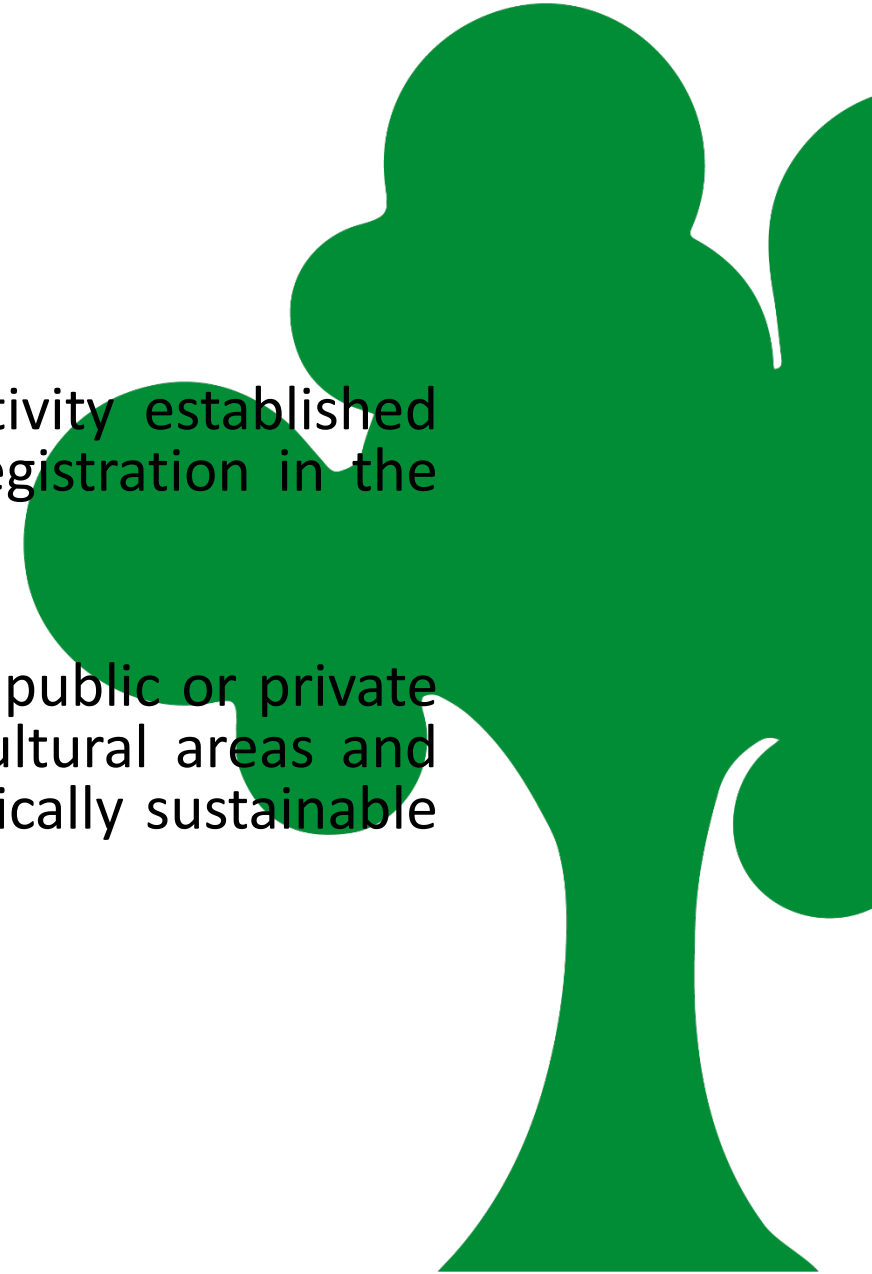 tivity established
egistration in the
public or private
ultural areas and
ically sustainable